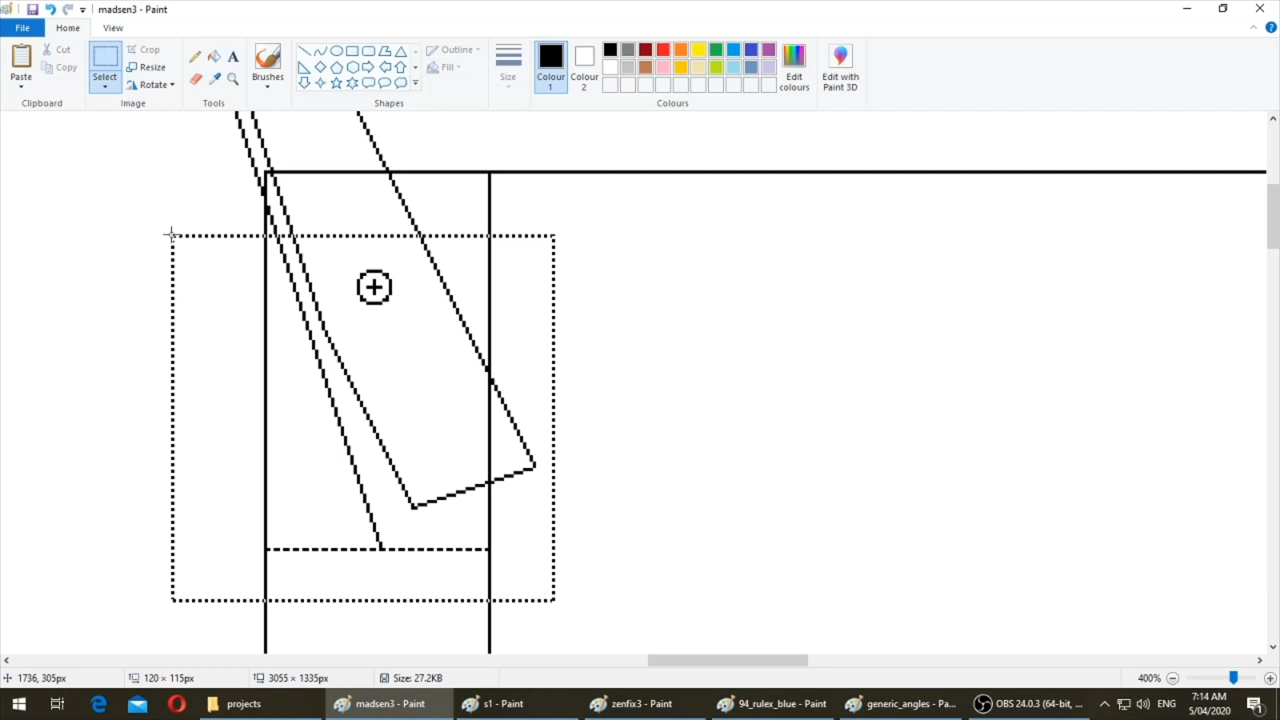 madsen3 - Paint
File
Home
View
Paste
Cut
Copy
Clipboard
Select
Crop
Resize
Rotate
Image
A
Tools
Brushes
Outline
Fill
Shapes
Size
Colour 1
Colour 2
Edit colours
Colours
Edit with Paint 3D
1736, 305px
120 × 115px
3055 × 1335px
Size: 27.2KB
400%
projects
madsen3 - Paint
s1 - Paint
zenfix3 - Paint
94_rulex_blue - Paint
generic_angles - Pa...
OBS 24.0.3 (64-bit, ...
ENG
7:14 AM
5/04/2020
1